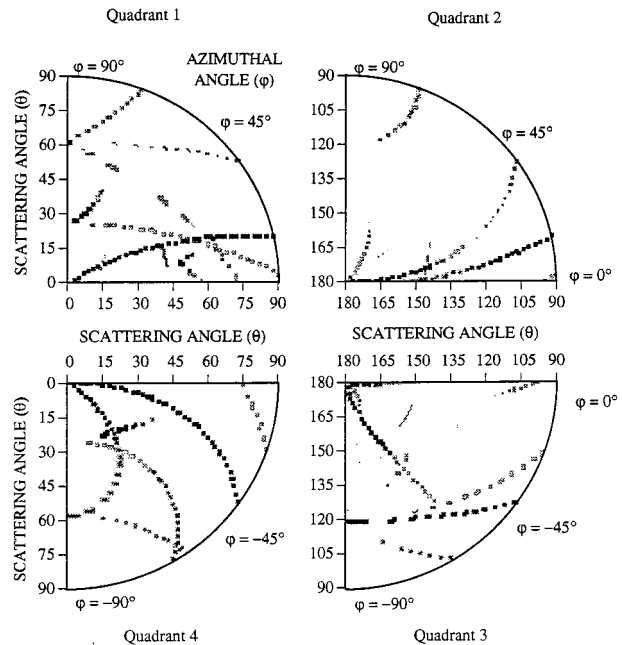 Quadrant 1
Quadrant 2
φ = 90°
AZIMUTHAL
ANGLE (φ)
φ = 45°
SCATTERING ANGLE (θ)
90
75
60
45
30
15
0
0 15 30 45 60 75 90
φ = 90°
φ = 45°
90
105
120
135
150
165
180
180 165 150 135 120 105 90
φ = 0°
SCATTERING ANGLE (θ)
SCATTERING ANGLE (θ)
0 15 30 45 60 75 90
180 165 150 135 120 105 90
SCATTERING ANGLE (θ)
0
15
30
45
60
75
90
φ = −45°
φ = −90°
180
165
150
135
120
105
90
φ = 0°
φ = −45°
φ = −90°
Quadrant 4
Quadrant 3